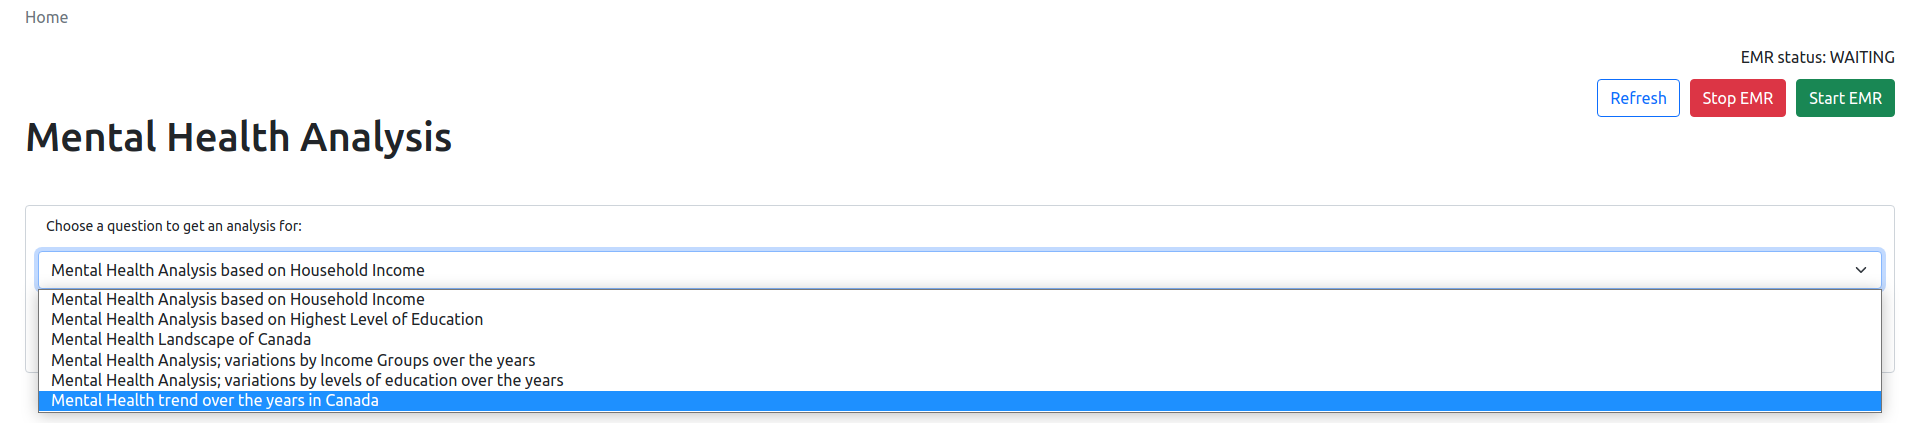 Home
EMR status: WAITING
Refresh Stop EMR Start EMR
Mental Health Analysis
Choose a question to get an analysis for:
Mental Health Analysis based on Household Income
Mental Health Analysis based on Household Income
Mental Health Analysis based on Highest Level of Education
Mental Health Landscape of Canada
Mental Health Analysis; variations by Income Groups over the years
Mental Health Analysis; variations by levels of education over the years
Mental Health trend over the years in Canada